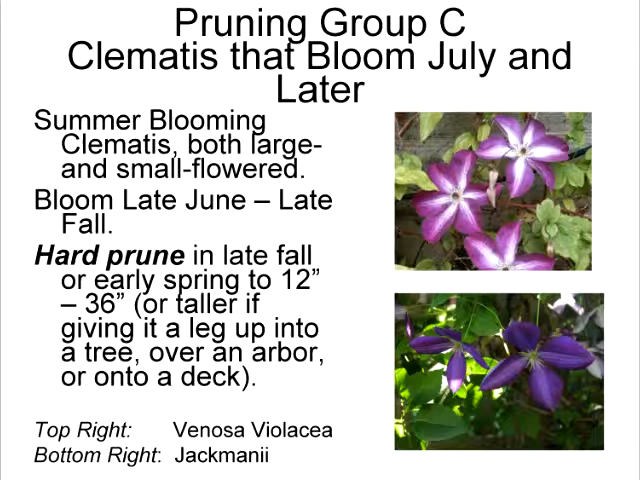 Pruning Group C
Clematis that Bloom July and
Later
Summer Blooming
Clematis, both large-
and small-flowered.
Bloom Late June – Late
Fall.
Hard prune in late fall
or early spring to 12”
– 36” (or taller if
giving it a leg up into
a tree, over an arbor,
or onto a deck).
Top Right: Venosa Violacea
Bottom Right: Jackmanii